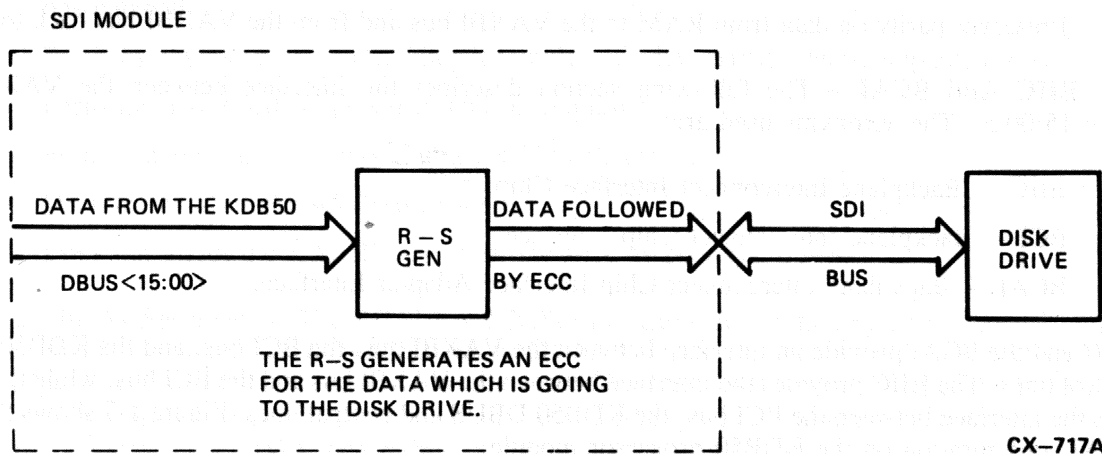 SDI MODULE
DATA FROM THE KDB50
DBUS<15:00>
R – S
GEN
DATA FOLLOWED
BY ECC
SDI
BUS
DISK
DRIVE
THE R–S GENERATES AN ECC
FOR THE DATA WHICH IS GOING
TO THE DISK DRIVE.
CX–717A